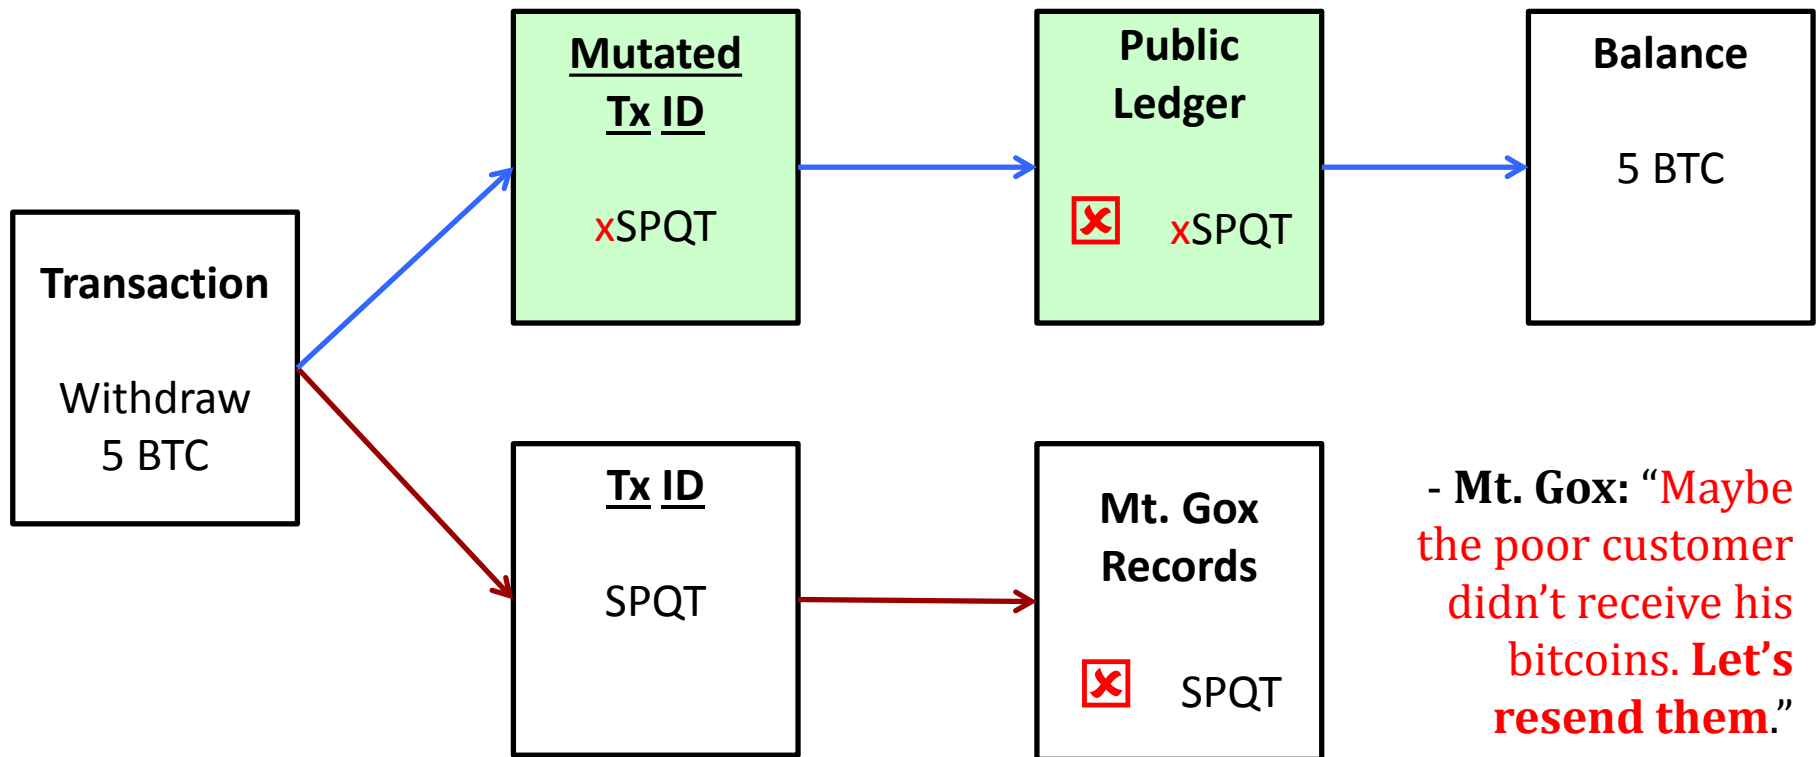 Transaction
Withdraw
5 BTC
Mutated
Tx ID
xSPQT
Public
Ledger
xSPQT
Balance
5 BTC
Tx ID
SPQT
Mt. Gox
Records
SPQT
- Mt. Gox: “Maybe
the poor customer
didn’t receive his
bitcoins. Let’s
resend them.”